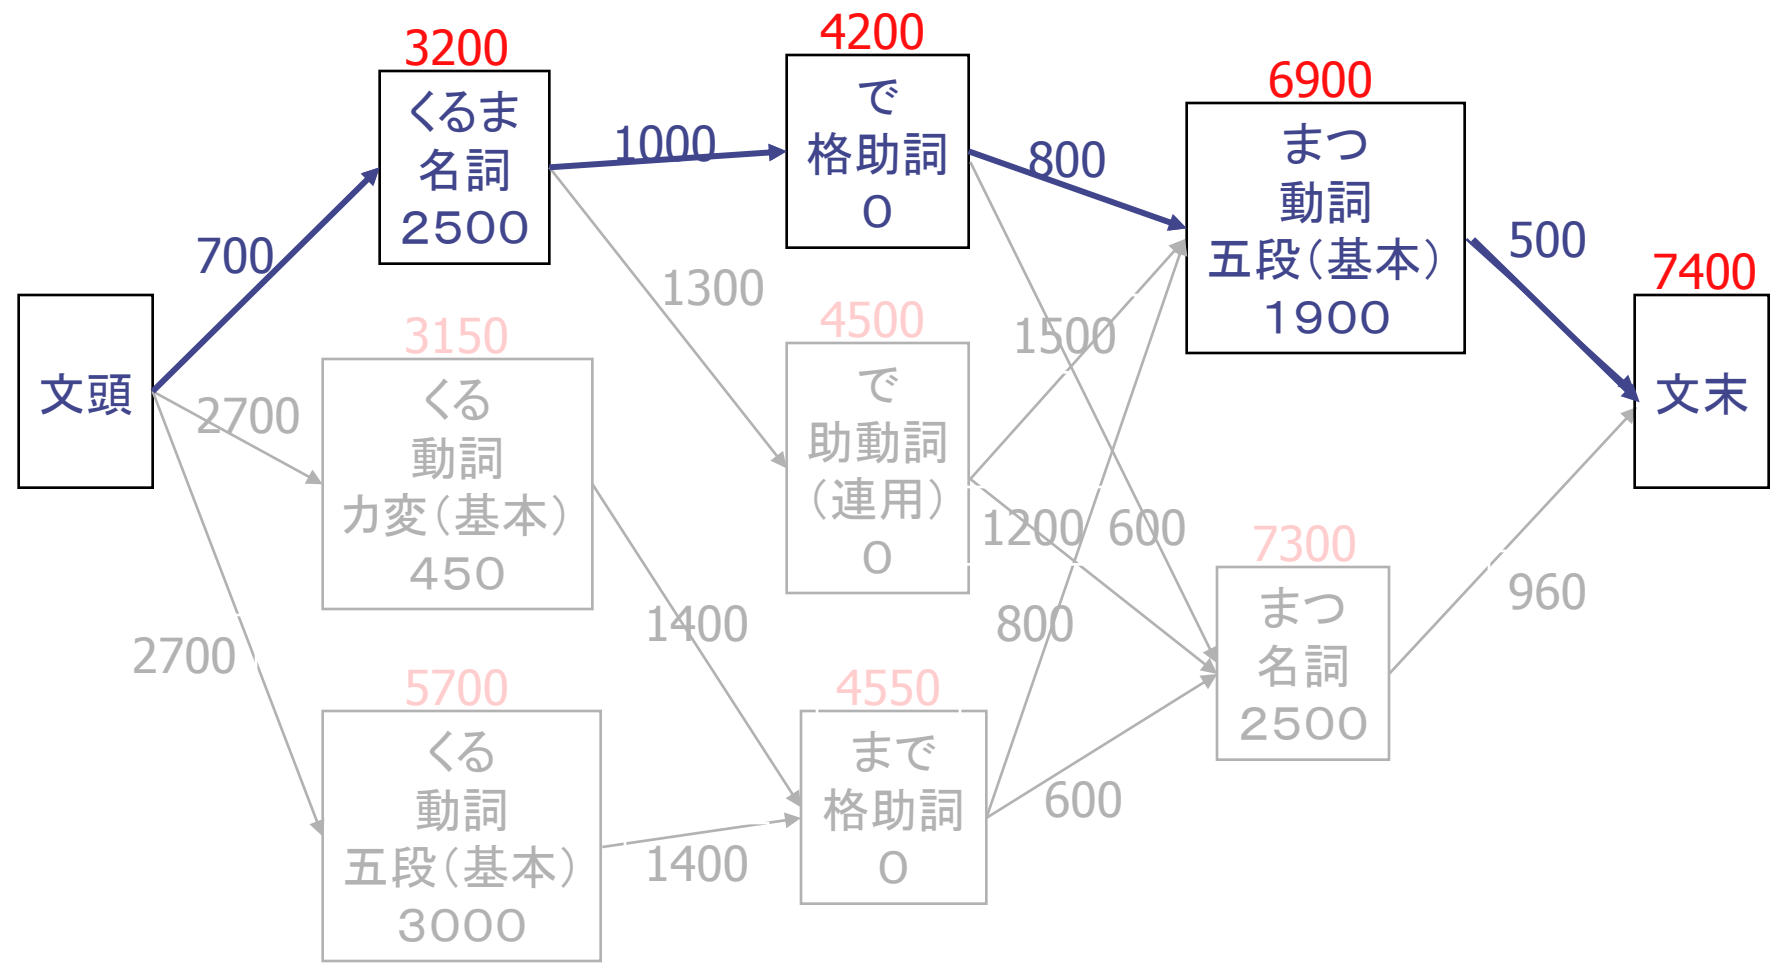 文頭
700
2700
2700
3200
くるま
名詞
２５００
3150
くる
動詞
カ変（基本）
４５０
5700
くる
動詞
五段（基本）
３０００
1000
1300
1400
1400
4200
で
格助詞
０
4500
で
助動詞
（連用）
０
4550
まで
格助詞
０
800
1500
1200
600
800
600
6900
まつ
動詞
五段（基本）
１９００
7300
まつ
名詞
２５００
500
960
7400
文末